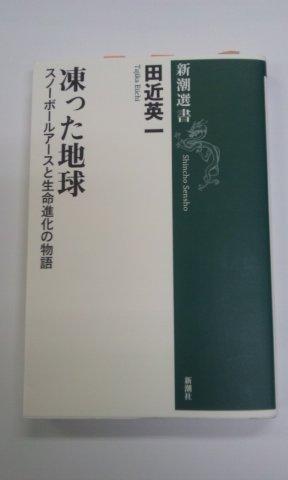 新潮選書
Shincho Sensho
田近英一
Tajika Eiichi
凍った地球
スノーボールアースと生命進化の物語
新潮社